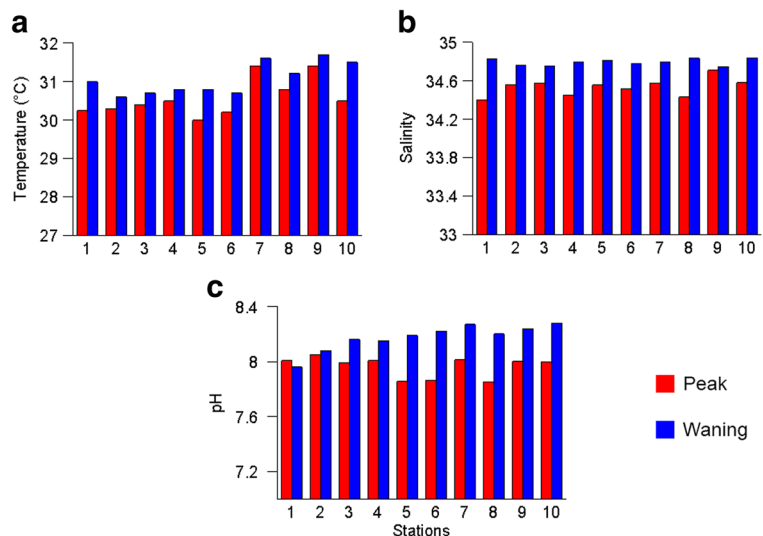 a
Temperature (°C)
32
31
30
29
28
27
1 2 3 4 5 6 7 8 9 10
b
Salinity
35
34.6
34.2
33.8
33.4
33
1 2 3 4 5 6 7 8 9 10
c
pH
8.4
8
7.6
7.2
1 2 3 4 5 6 7 8 9 10
Stations
Peak
Waning